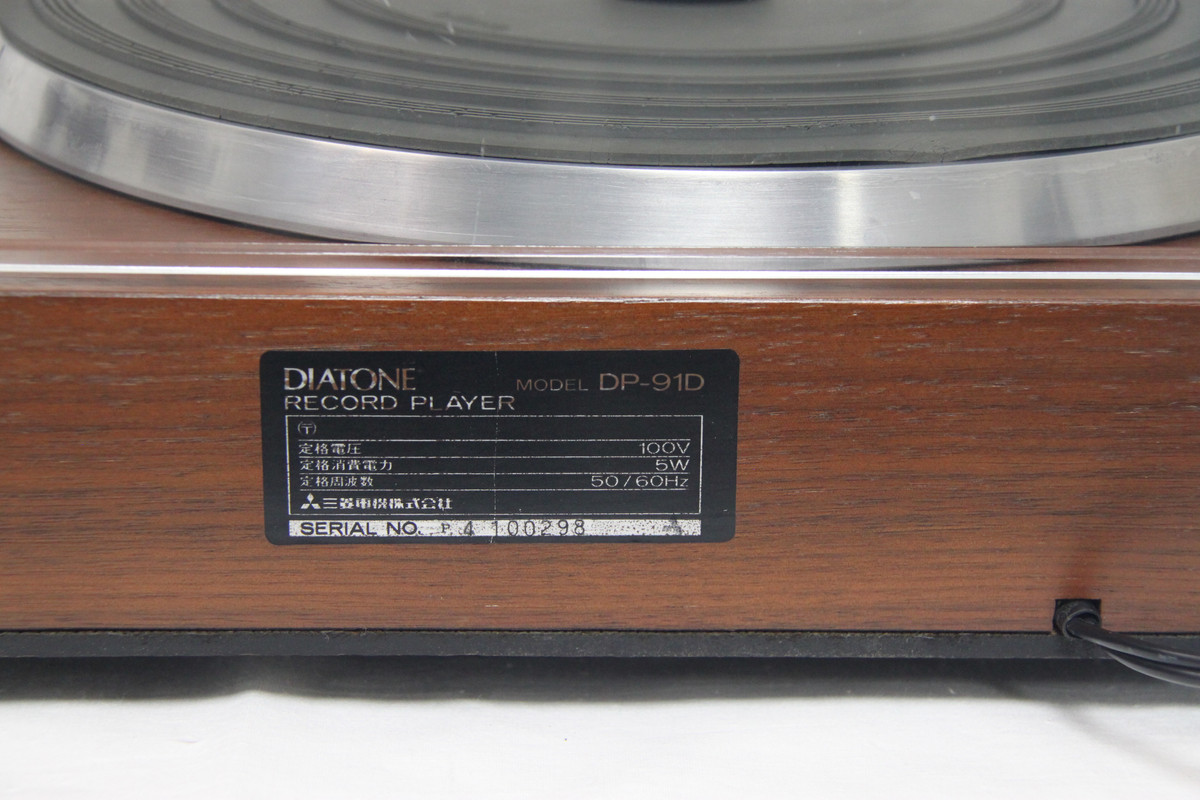 DIATONE MODEL DP-91D
RECORD PLAYER
〒
定格電圧 100V
定格消費電力 5W
定格周波数 50/60Hz
三菱電機株式会社
SERIAL NO. P 4 100298 A